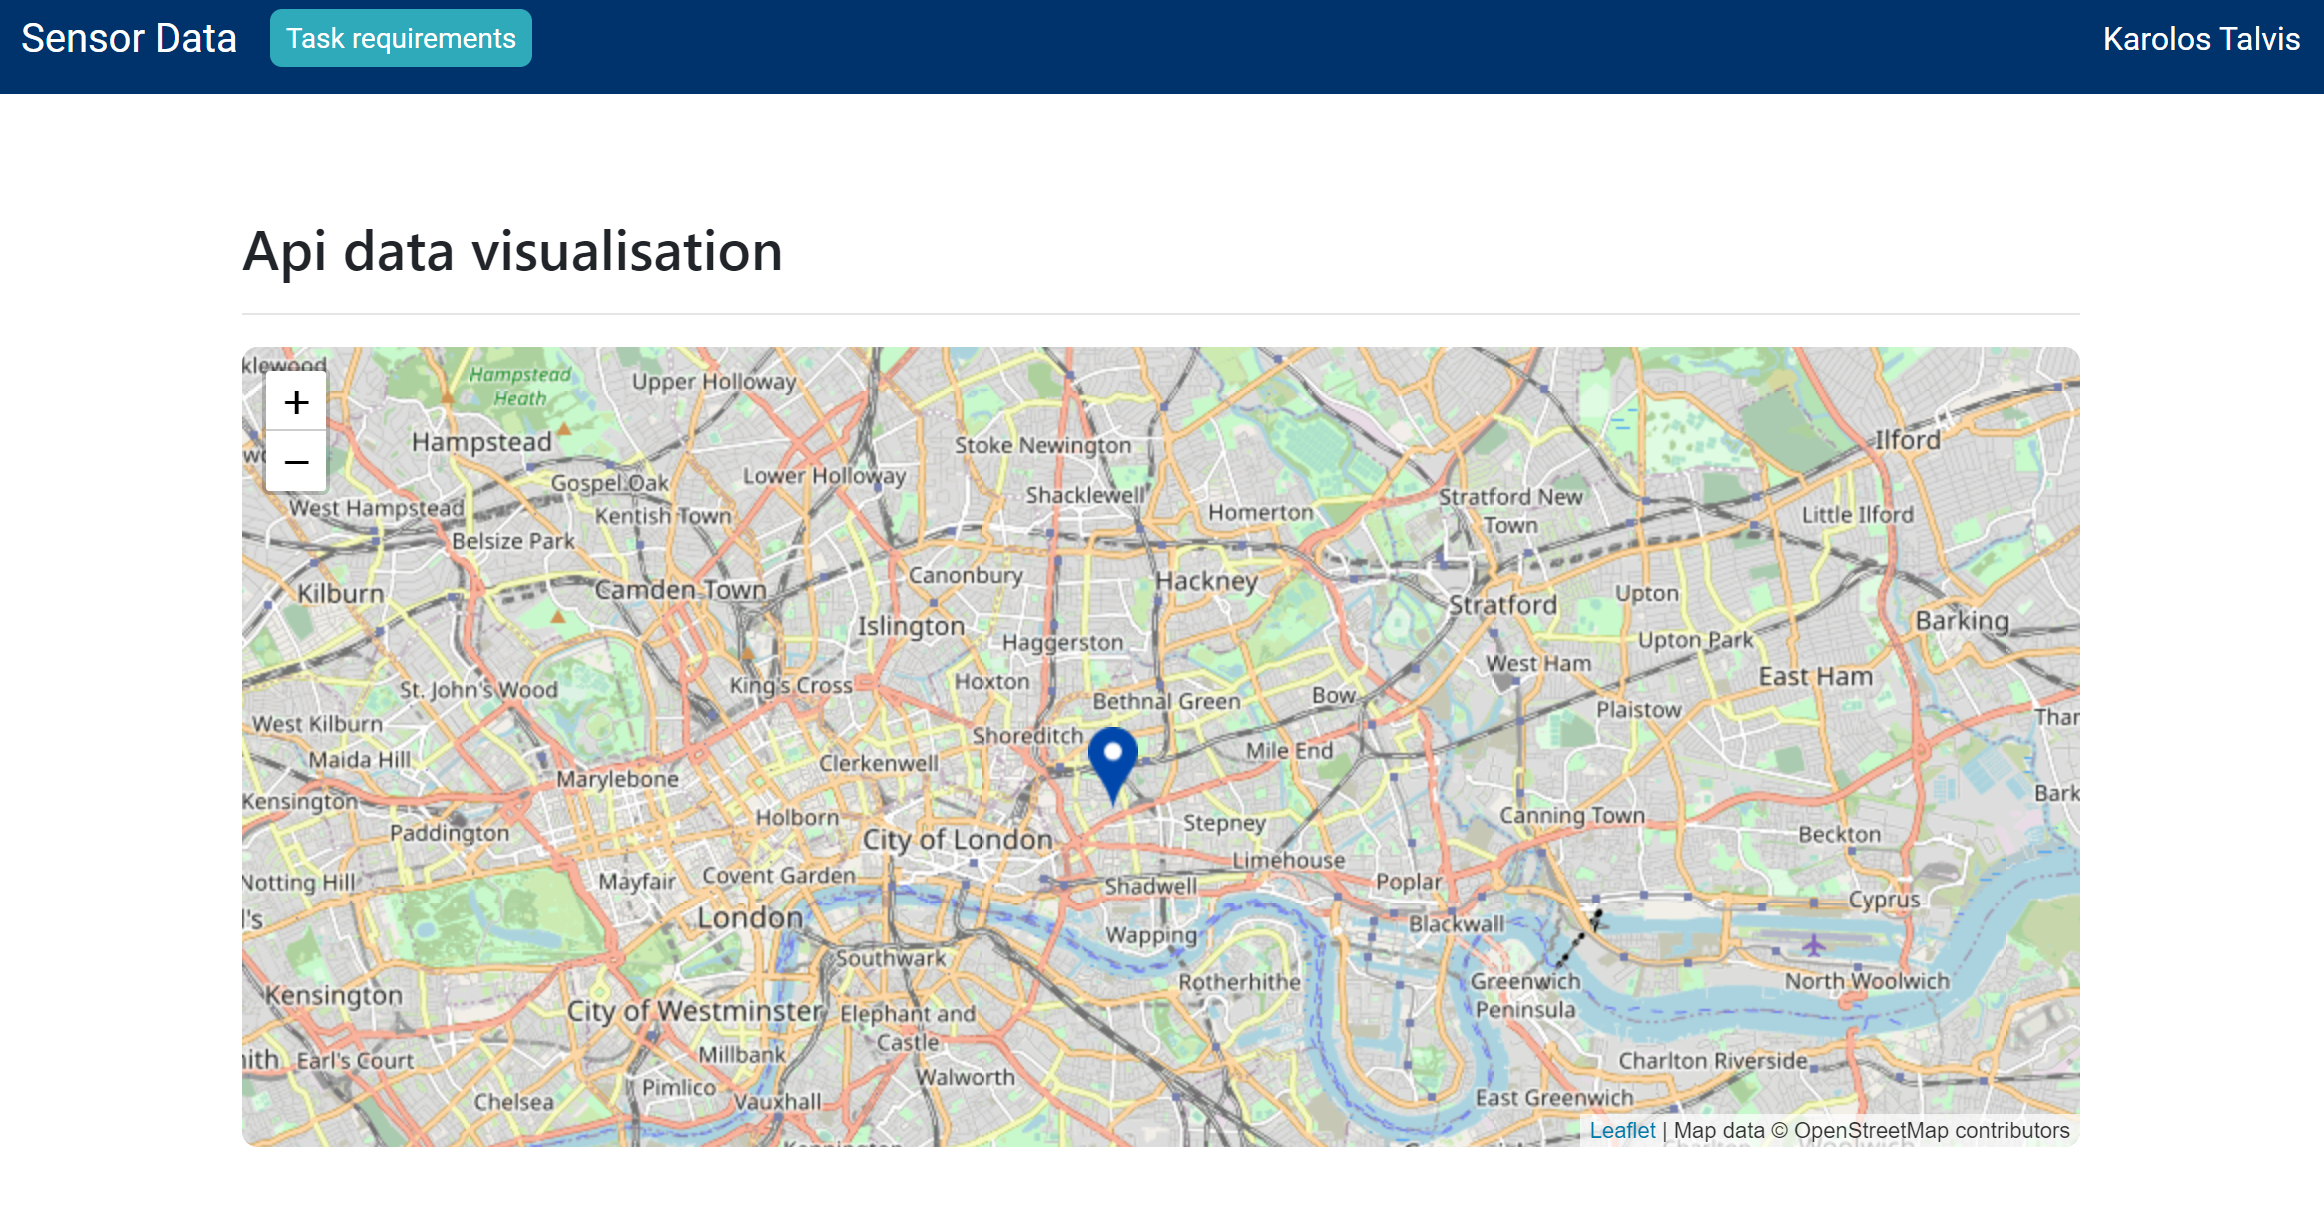 Sensor Data
Task requirements
Karolos Talvis
Api data visualisation
klewood
Hampstead
Heath
Upper Holloway
+
Hampstead
Stoke Newington
Ilford
−
Gospel Oak
Lower Holloway
Shacklewell
Stratford New
Town
West Hampstead
Kentish Town
Homerton
Little Ilford
Belsize Park
Canonbury
Hackney
Kilburn
Camden Town
Stratford
Upton
Islington
Barking
Haggerston
Upton Park
West Ham
East Ham
St. John's Wood
King's Cross
Hoxton
Bethnal Green
Bow
Plaistow
West Kilburn
Shoreditch
Thar
Maida Hill
Clerkenwell
Mile End
Marylebone
Kensington
Bark
Paddington
Holborn
City of London
Stepney
Canning Town
Beckton
Limehouse
Notting Hill
Mayfair
Covent Garden
Shadwell
Poplar
Cyprus
l's
London
Wapping
Blackwall
Southwark
Rotherhithe
Greenwich
Peninsula
North Woolwich
Kensington
City of Westminster
Elephant and
Castle
Millbank
Charlton Riverside
ith
Earl's Court
Walworth
Pimlico
Chelsea
Vauxhall
East Greenwich
Leaflet | Map data © OpenStreetMap contributors